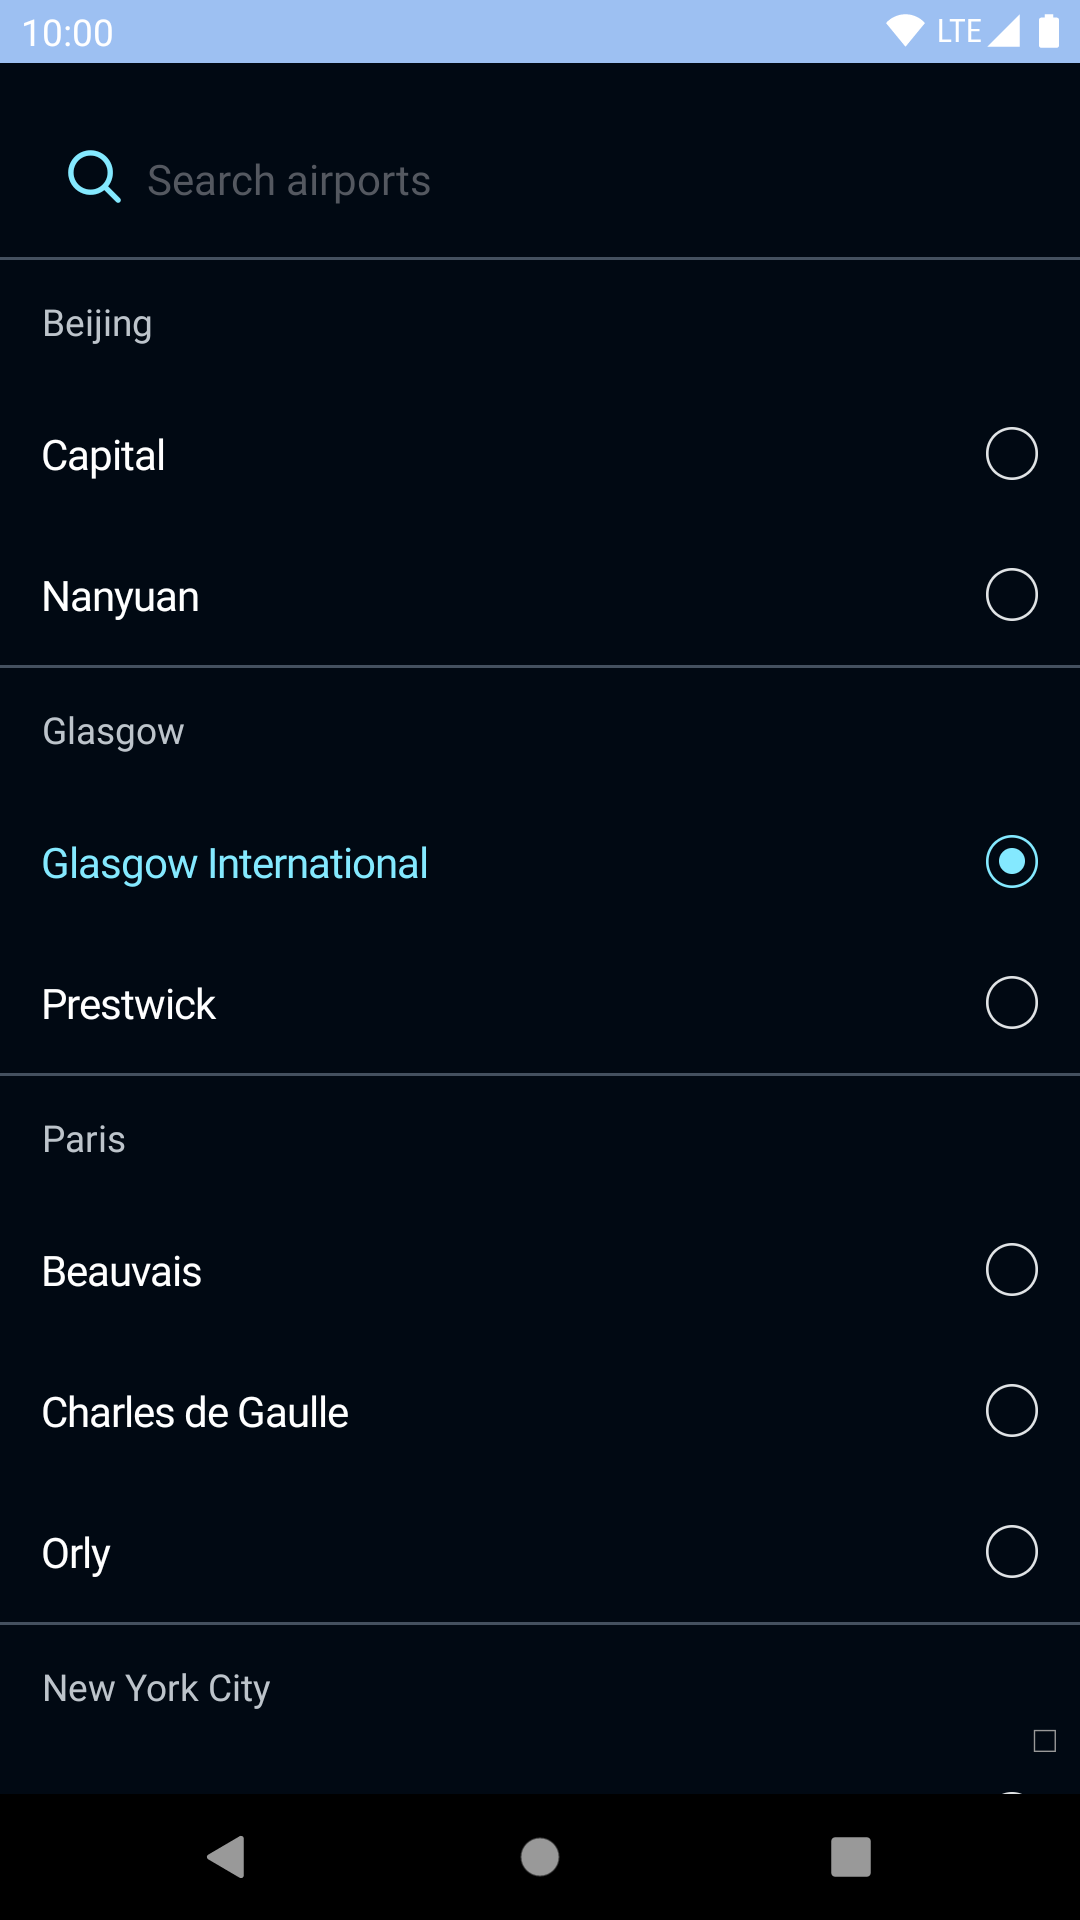 10:00 LTE
Search airports
Beijing
Capital
Nanyuan
Glasgow
Glasgow International
Prestwick
Paris
Beauvais
Charles de Gaulle
Orly
New York City